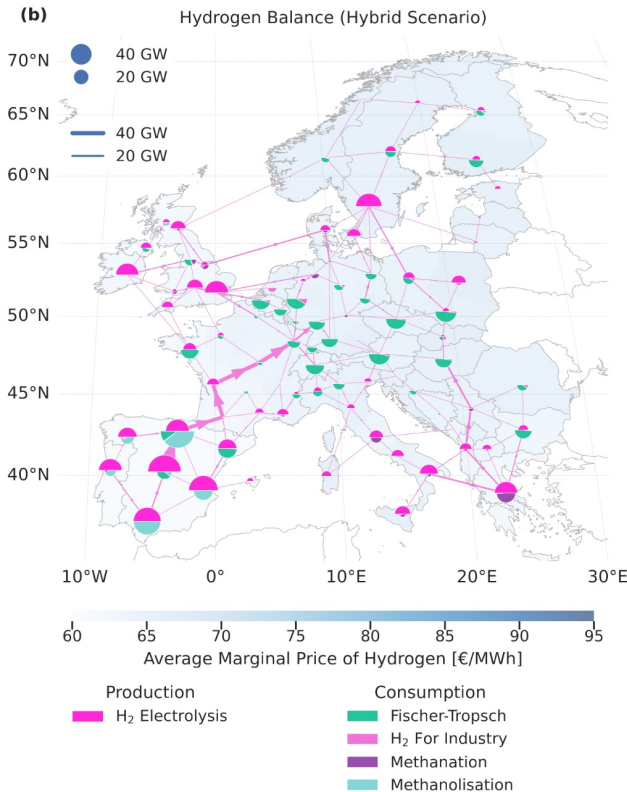 (b)
Hydrogen Balance (Hybrid Scenario)
40 GW
20 GW
40 GW
20 GW
70°N
65°N
60°N
55°N
50°N
45°N
40°N
10°W 0° 10°E 20°E 30°E
60 65 70 75 80 85 90 95
Average Marginal Price of Hydrogen [€/MWh]
Production
H₂ Electrolysis
Consumption
Fischer-Tropsch
H₂ For Industry
Methanation
Methanolisation